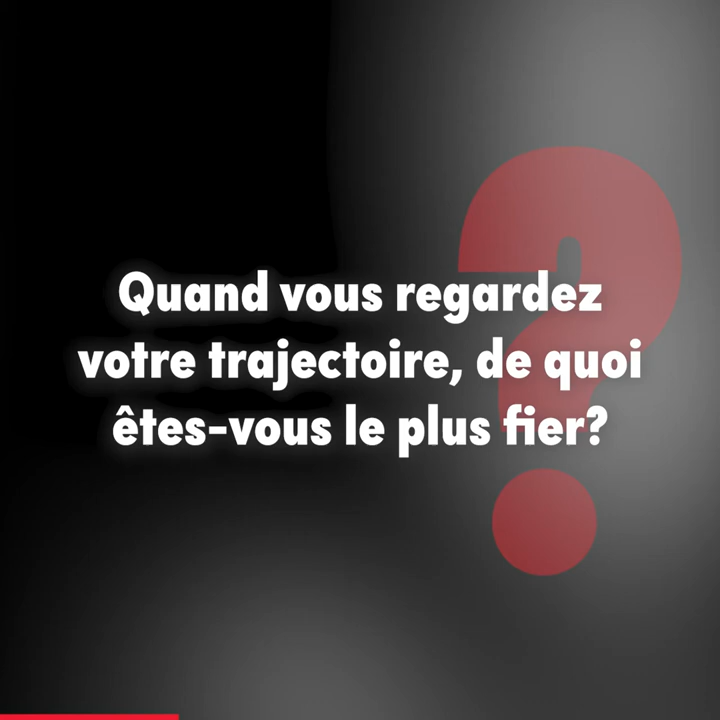 Quand vous regardez
votre trajectoire, de quoi
êtes-vous le plus fier?